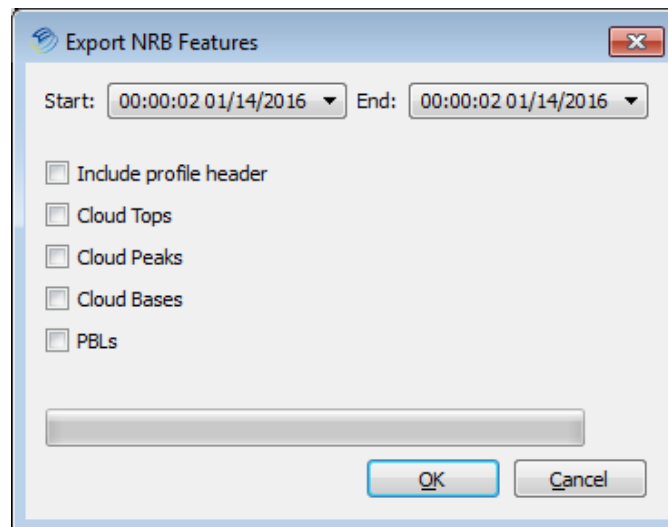 Export NRB Features
Start: 00:00:02 01/14/2016 End: 00:00:02 01/14/2016
Include profile header
Cloud Tops
Cloud Peaks
Cloud Bases
PBLs
OK Cancel